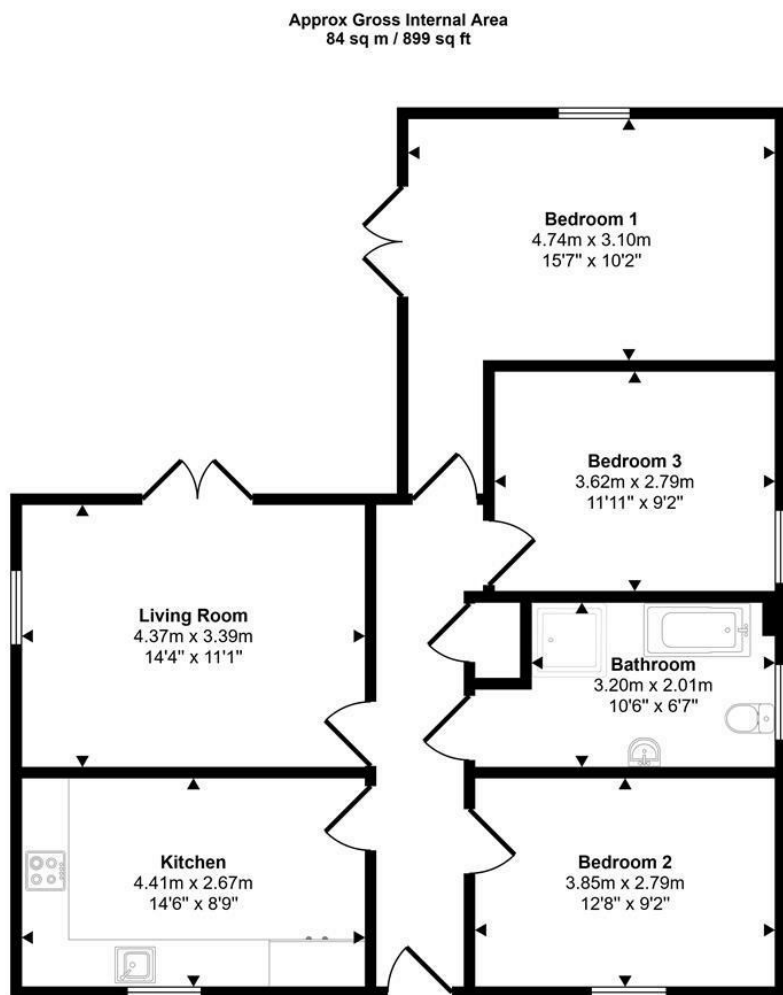 Approx Gross Internal Area
84 sq m / 899 sq ft
Bedroom 1
4.74m x 3.10m
15'7" x 10'2"
Bedroom 3
3.62m x 2.79m
11'11" x 9'2"
Living Room
4.37m x 3.39m
14'4" x 11'1"
Bathroom
3.20m x 2.01m
10'6" x 6'7"
Kitchen
4.41m x 2.67m
14'6" x 8'9"
Bedroom 2
3.85m x 2.79m
12'8" x 9'2"